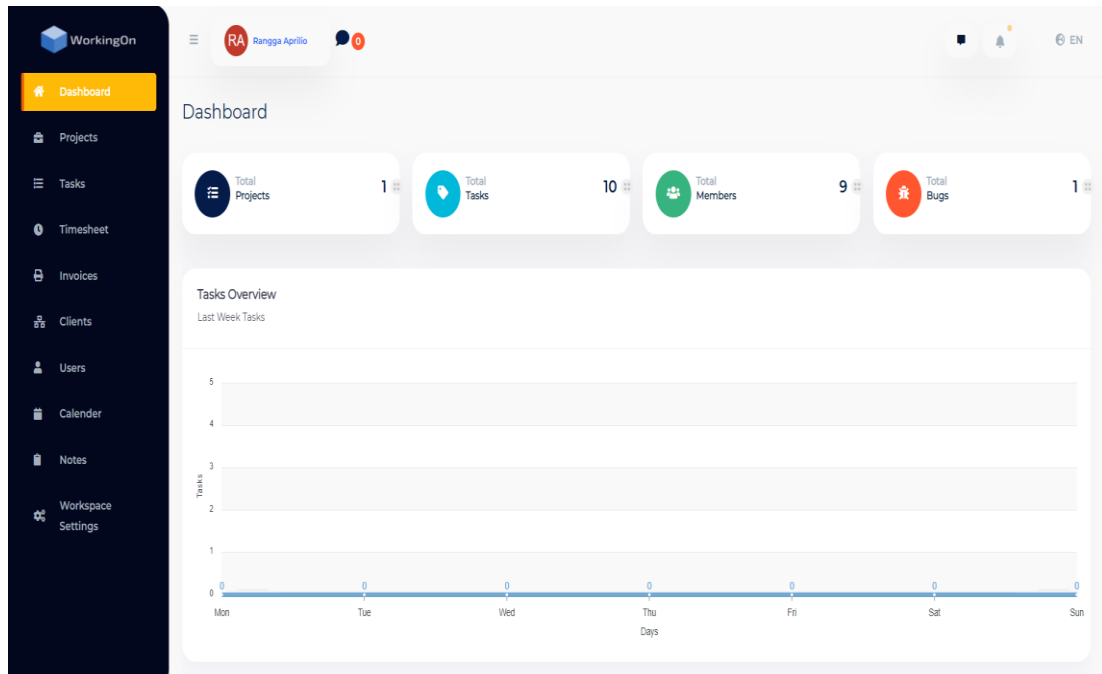 WorkingOn
RA Rangga Aprilio 0
EN
Dashboard
Projects
Tasks
Timesheet
Invoices
Clients
Users
Calender
Notes
Workspace
Settings
Dashboard
Total
Projects
1
Total
Tasks
10
Total
Members
9
Total
Bugs
1
Tasks Overview
Last Week Tasks
5
4
3
2
1
0
Tasks
0 0 0 0 0 0 0
Mon Tue Wed Thu Fri Sat Sun
Days